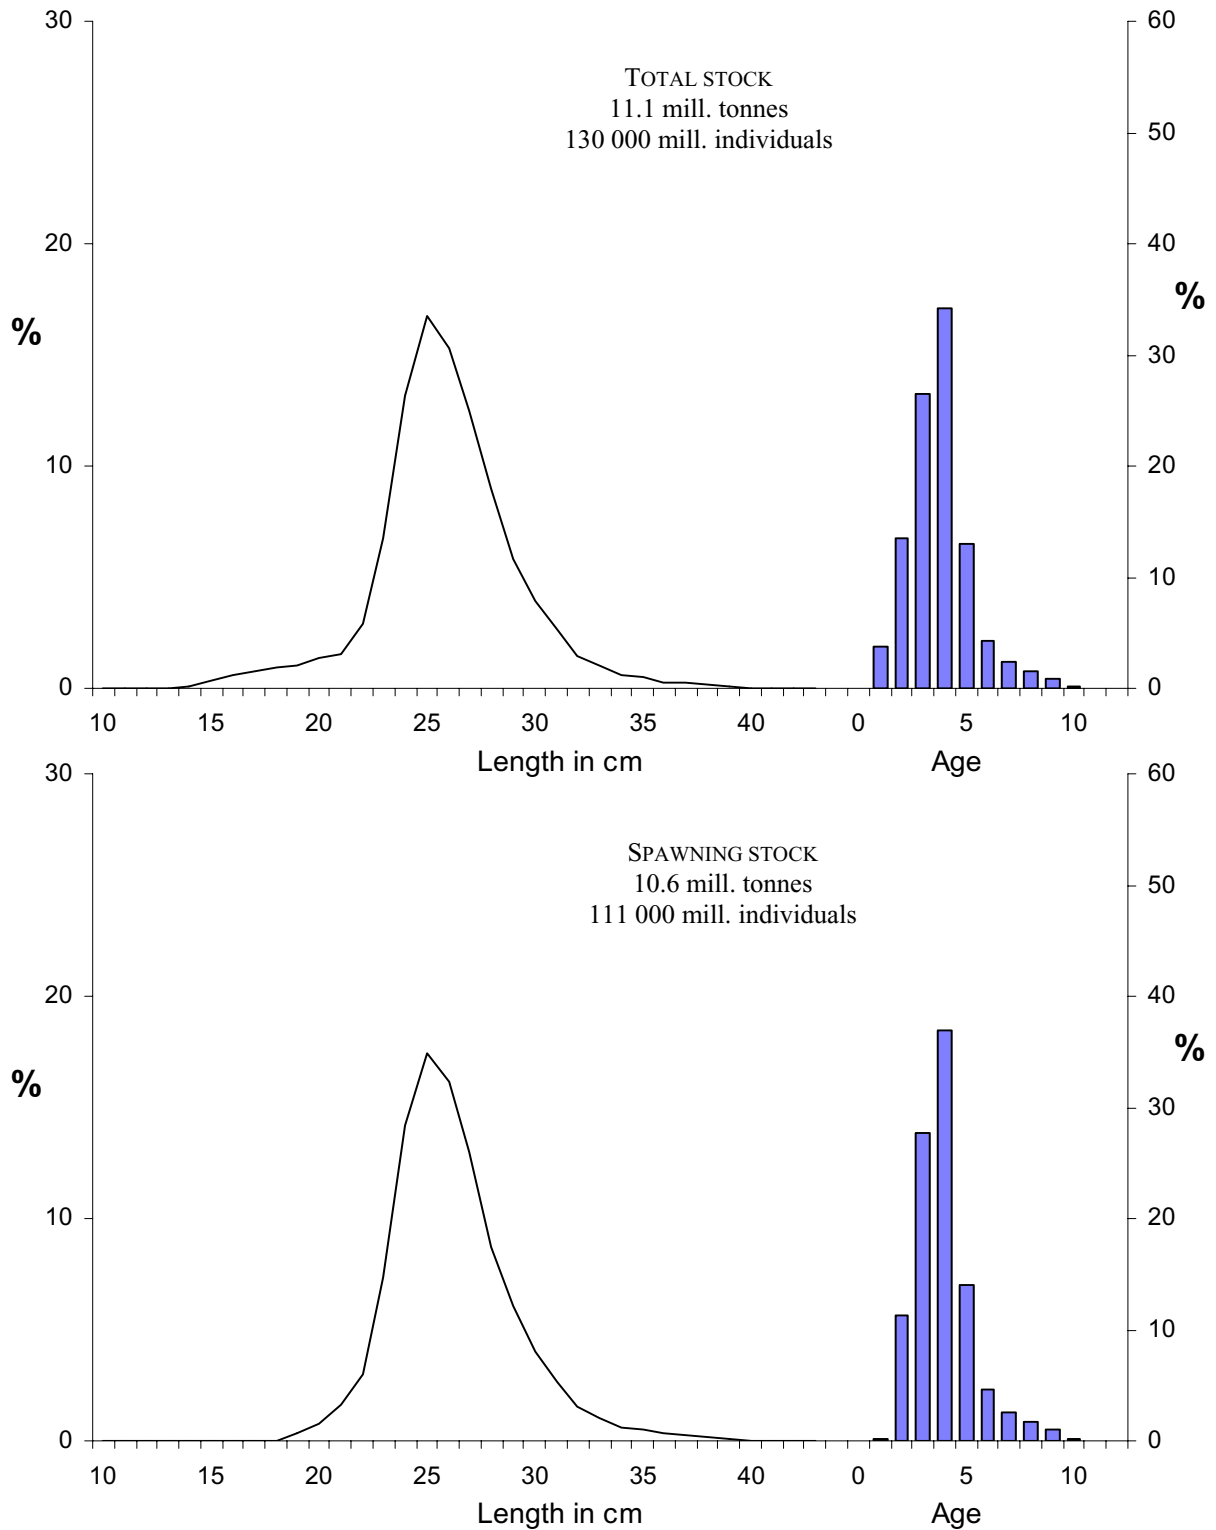 30
60
TOTAL STOCK
11.1 mill. tonnes
130 000 mill. individuals
50
20
40
%
%
30
10
20
10
0
0
10 15 20 25 30 35 40 0 5 10
Length in cm Age
30
60
SPAWNING STOCK
10.6 mill. tonnes
111 000 mill. individuals
50
20
40
%
%
30
10
20
10
0
0
10 15 20 25 30 35 40 0 5 10
Length in cm Age